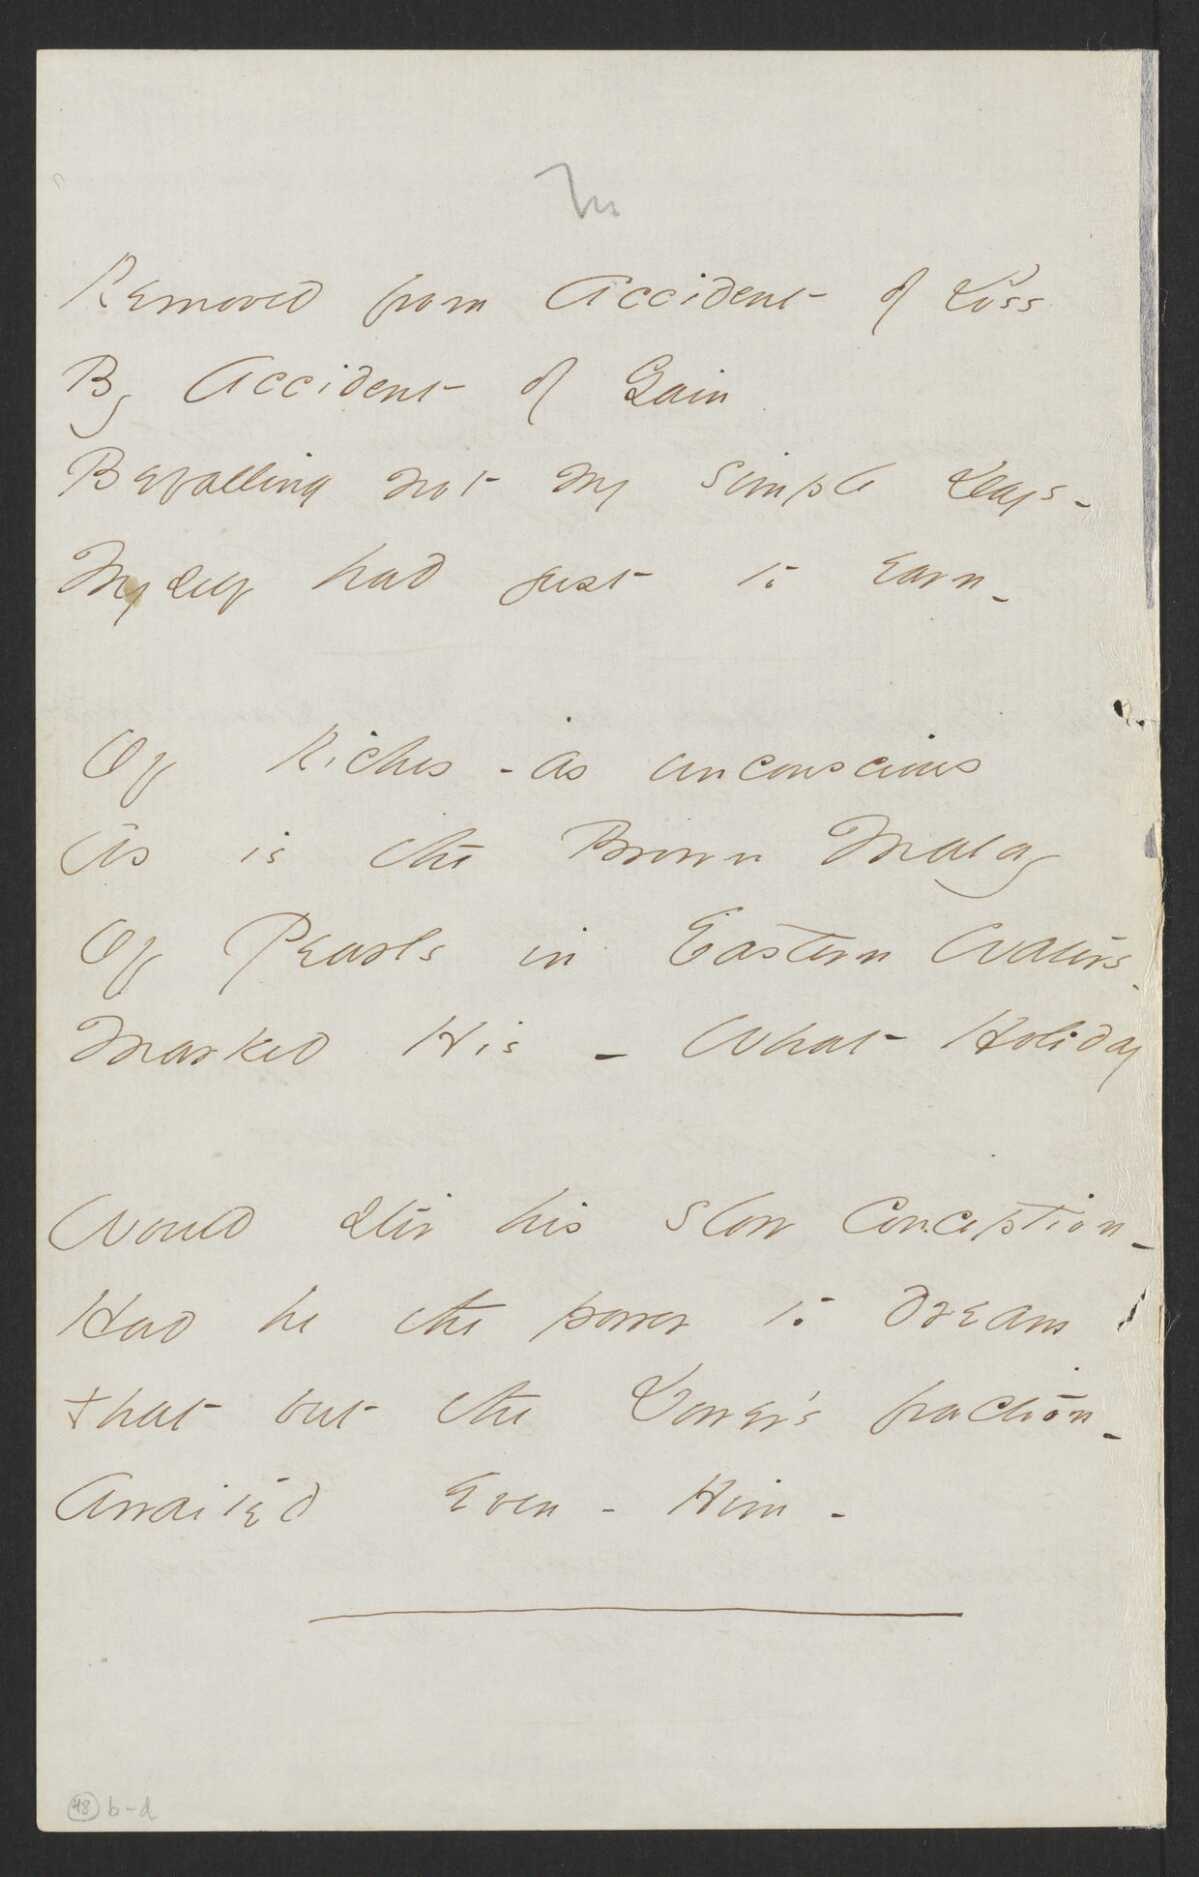 Removed from Accident of Loss
By Accident of Gain
Befalling not my simple Days -
Myself had just to earn -
Of Riches - as unconscious
As is the Brown Malay
Of Pearls in Eastern Waters -
Marked His - What Holiday
Would stir his slow Conception -
Had he the power to dream
That but the Dower's fraction -
Awaited even - Him -
48 b-d